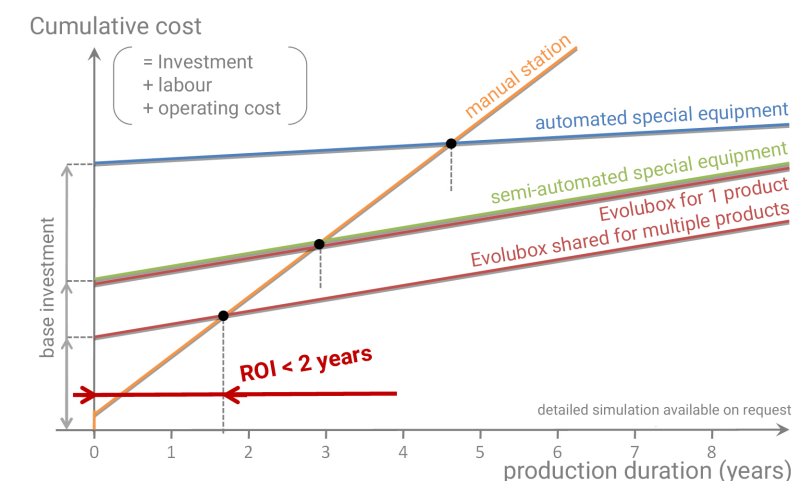 Cumulative cost
= Investment
+ labour
+ operating cost
manual station
automated special equipment
semi-automated special equipment
Evolubox for 1 product
Evolubox shared for multiple products
base investment
ROI < 2 years
detailed simulation available on request
0 1 2 3 4 5 6 7 8
production duration (years)